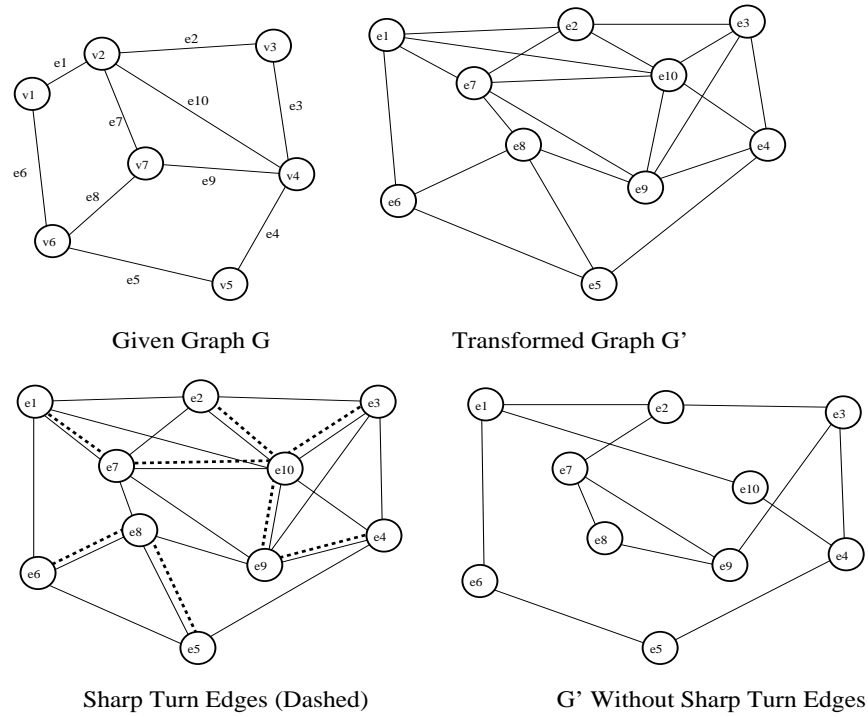 e1
e2
v2
v3
v1
e10
e3
e7
e6
v7
e9
v4
e8
e4
v6
e5
v5
Given Graph G
e1
e2
e3
e7
e10
e8
e4
e9
e6
e5
Transformed Graph G’
e1
e2
e3
e7
e10
e8
e4
e9
e6
e5
Sharp Turn Edges (Dashed)
e1
e2
e3
e7
e10
e8
e4
e9
e6
e5
G’ Without Sharp Turn Edges